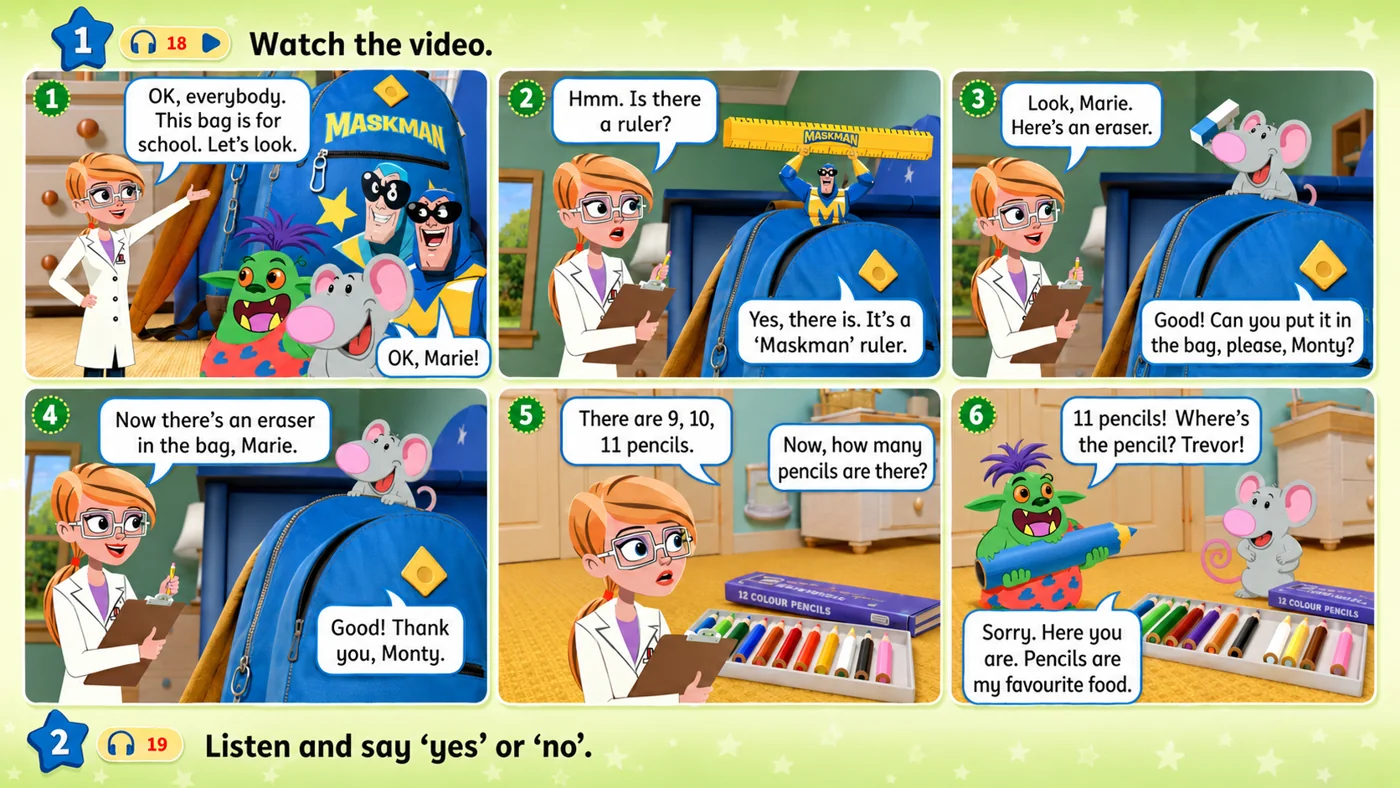 1 18 Watch the video.
1
OK, everybody.
This bag is for
school. Let's look.
MASKMAN
OK, Marie!
2
Hmm. Is there
a ruler?
MASKMAN
M
Yes, there is. It's a
'Maskman' ruler.
3
Look, Marie.
Here's an eraser.
Good! Can you put it in
the bag, please, Monty?
4
Now there's an eraser
in the bag, Marie.
Good! Thank
you, Monty.
5
There are 9, 10,
11 pencils.
Now, how many
pencils are there?
12 COLOUR PENCILS
6
11 pencils! Where's
the pencil? Trevor!
12 COLOUR PENCILS
Sorry. Here you
are. Pencils are
my favourite food.
2 19 Listen and say 'yes' or 'no'.